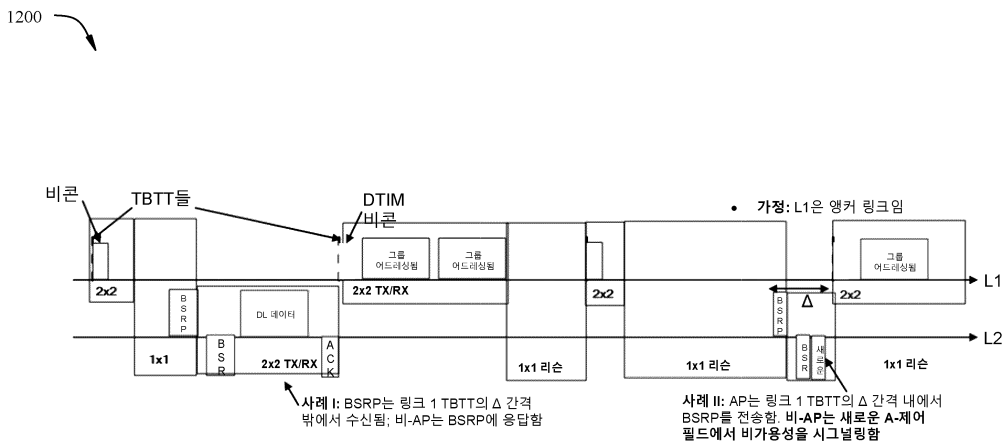 1200
비콘
TBTT들
DTIM
비콘
• 가정: L1은 앵커 링크임
그룹
어드레싱됨
그룹
어드레싱됨
그룹
어드레싱됨
L1
2x2
2x2 TX/RX
2x2
2x2
BSRP
DL 데이터
BSRP
Δ
L2
1x1
BSR
2x2 TX/RX
ACK
1x1 리슨
1x1 리슨
BSR
새로운
1x1 리슨
사례 I: BSRP는 링크 1 TBTT의 Δ 간격
밖에서 수신됨; 비-AP는 BSRP에 응답함
사례 II: AP는 링크 1 TBTT의 Δ 간격 내에서
BSRP를 전송함. 비-AP는 새로운 A-제어
필드에서 비가용성을 시그널링함